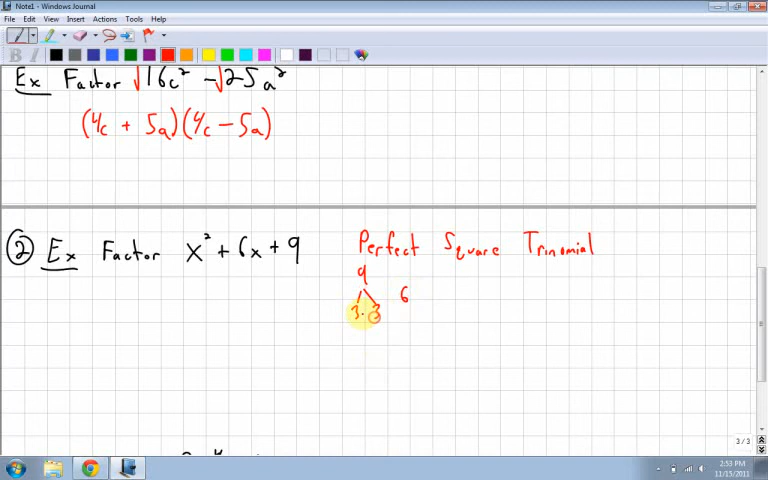 Note1 - Windows Journal
File Edit View Insert Actions Tools Help
B I
Ex Factor √16c² - √25a²
(4c + 5a)(4c - 5a)
② Ex Factor x² + 6x + 9 Perfect Square Trinomial
9
6
3 · 3
3/3
2:53 PM
11/15/2011